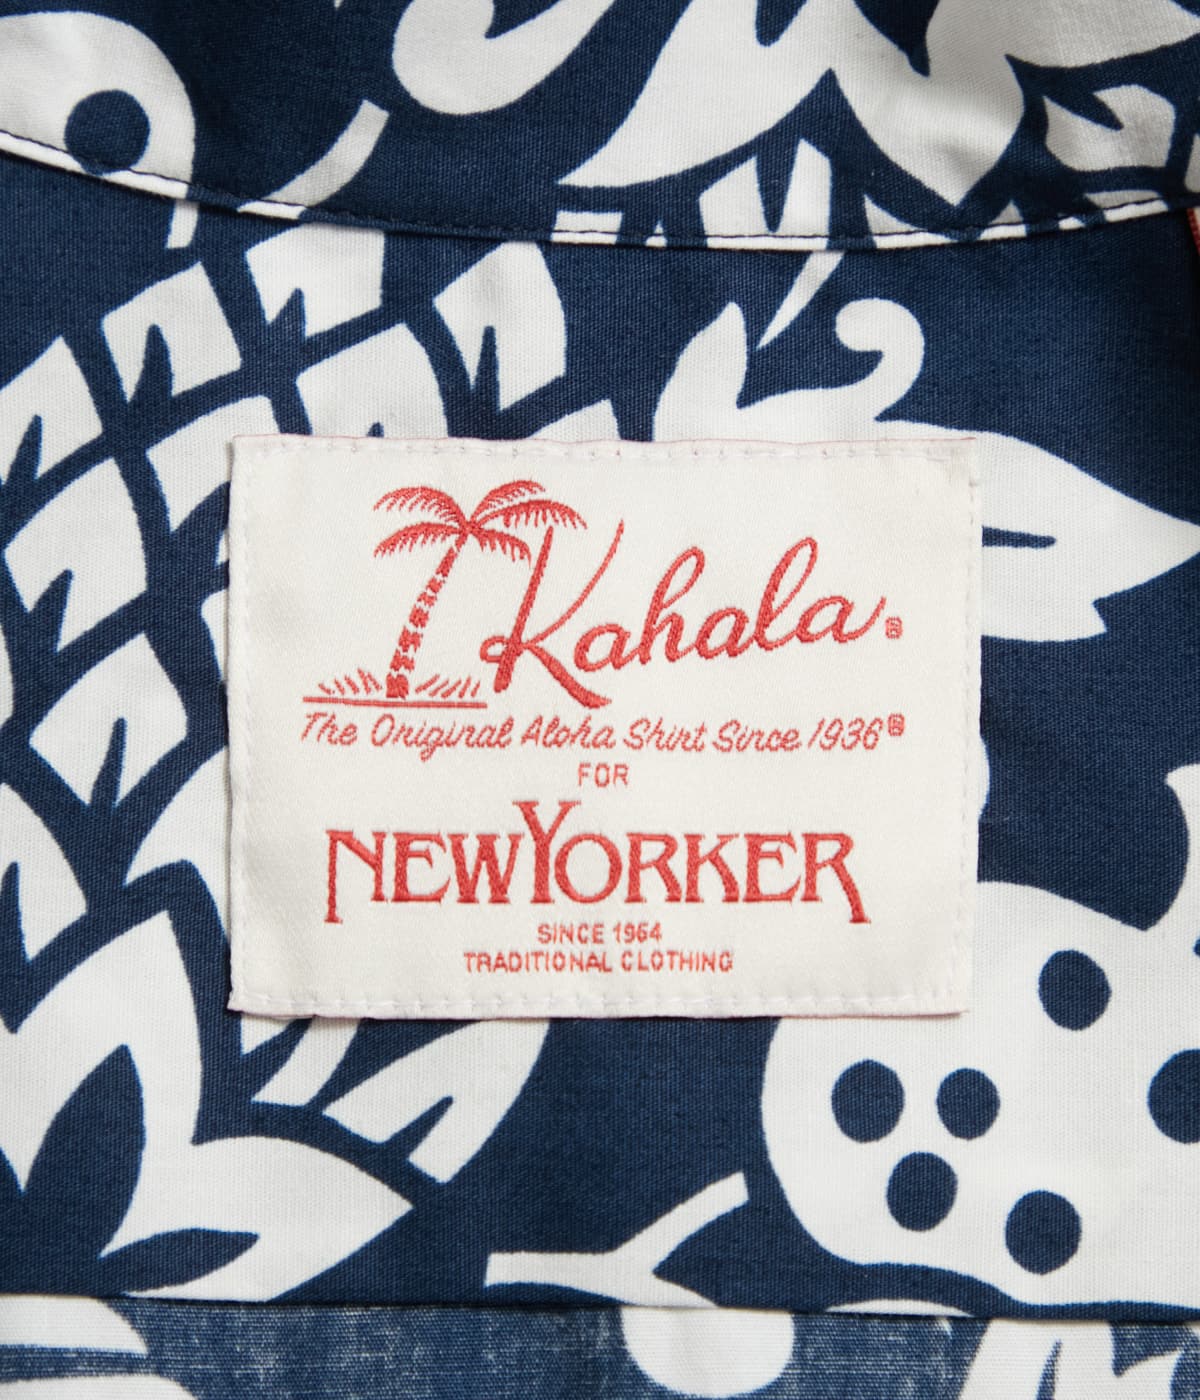 Kahala®
The Original Aloha Shirt Since 1936®
FOR
NEWYORKER
SINCE 1964
TRADITIONAL CLOTHING